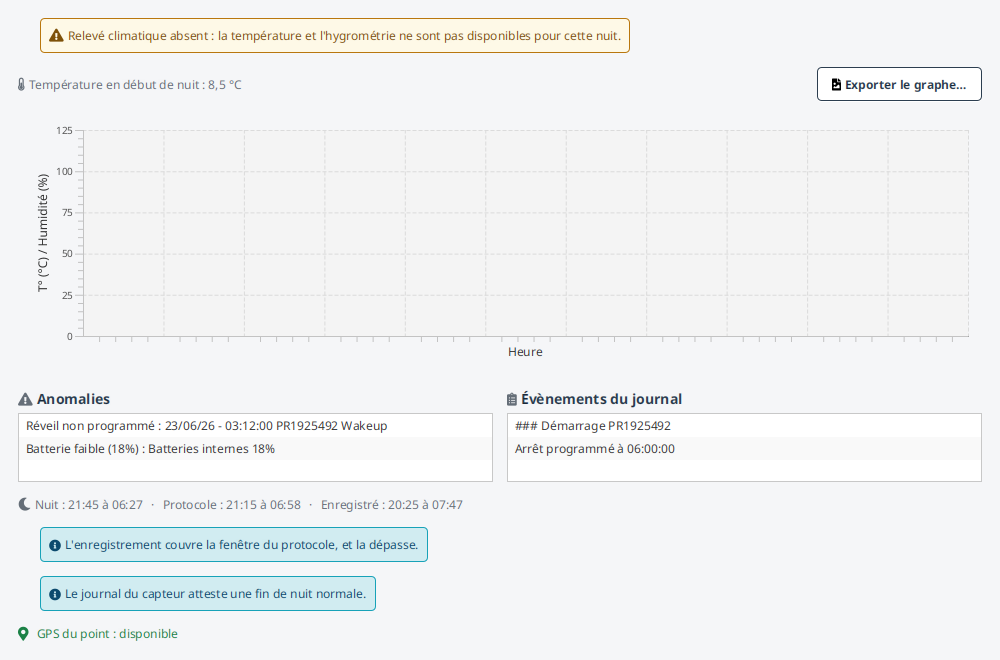 Relevé climatique absent : la température et l'hygrométrie ne sont pas disponibles pour cette nuit.
Température en début de nuit : 8,5 °C
Exporter le graphe...
125
100
75
50
25
0
T° (°C) / Humidité (%)
Heure
Anomalies
Réveil non programmé : 23/06/26 - 03:12:00 PR1925492 Wakeup
Batterie faible (18%) : Batteries internes 18%
Évènements du journal
### Démarrage PR1925492
Arrêt programmé à 06:00:00
Nuit : 21:45 à 06:27 · Protocole : 21:15 à 06:58 · Enregistré : 20:25 à 07:47
L'enregistrement couvre la fenêtre du protocole, et la dépasse.
Le journal du capteur atteste une fin de nuit normale.
GPS du point : disponible